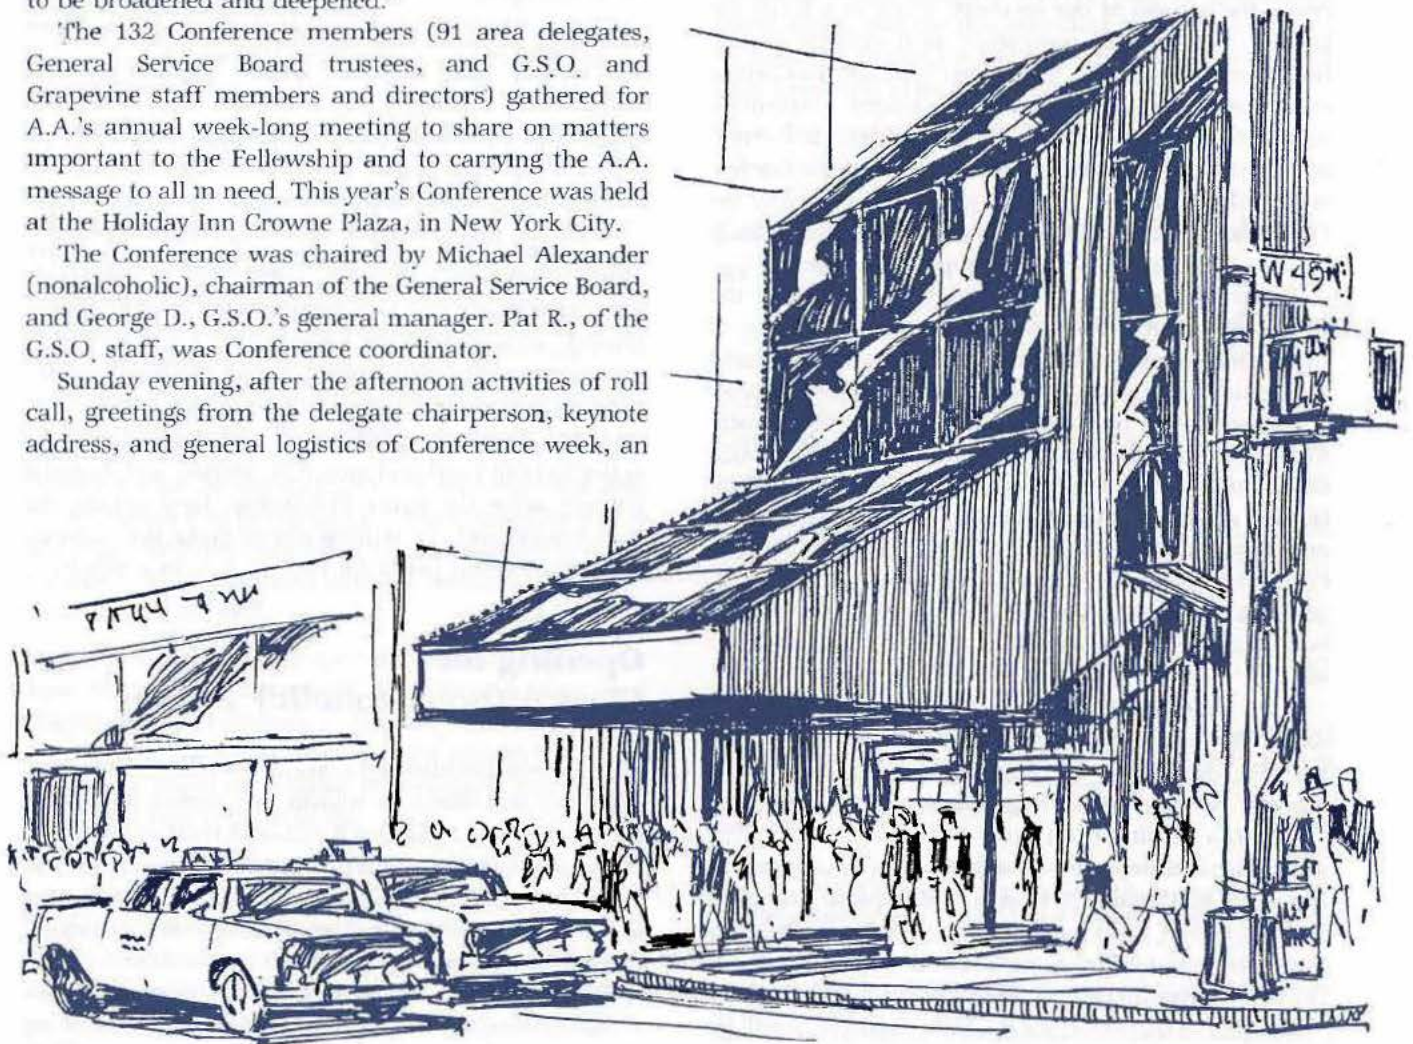 to be broadened and deepened.
The 132 Conference members (91 area delegates,
General Service Board trustees, and G.S.O. and
Grapevine staff members and directors) gathered for
A.A.'s annual week-long meeting to share on matters
important to the Fellowship and to carrying the A.A.
message to all in need. This year's Conference was held
at the Holiday Inn Crowne Plaza, in New York City.
The Conference was chaired by Michael Alexander
(nonalcoholic), chairman of the General Service Board,
and George D., G.S.O.'s general manager. Pat R., of the
G.S.O. staff, was Conference coordinator.
Sunday evening, after the afternoon activities of roll
call, greetings from the delegate chairperson, keynote
address, and general logistics of Conference week, an
W 49